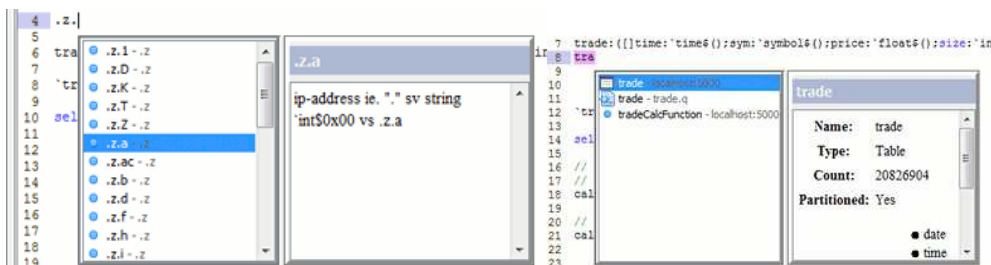 4 .z.
5
6 tra
7
8 `tr
9
10 sel
11
12
13
14
15
16
17
18
19
.z.1 - .z
.z.D - .z
.z.K - .z
.z.T - .z
.z.Z - .z
.z.a - .z
.z.ac - .z
.z.b - .z
.z.d - .z
.z.f - .z
.z.h - .z
.z.i - .z
.z.a
ip-address ie. "." sv string
`int$0x00 vs .z.a
in
7 trade:([]time:`time$();sym:`symbol$();price:`float$();size:`in
8 tra
9
10
11
12 `tr
13
14 sel
15
16 //
17 //
18 cal
19
20 //
21 cal
22
23
trade - localhost:5000
trade - trade.q
tradeCalcFunction - localhost:5000
trade
Name: trade
Type: Table
Count: 20826904
Partitioned: Yes
date
time